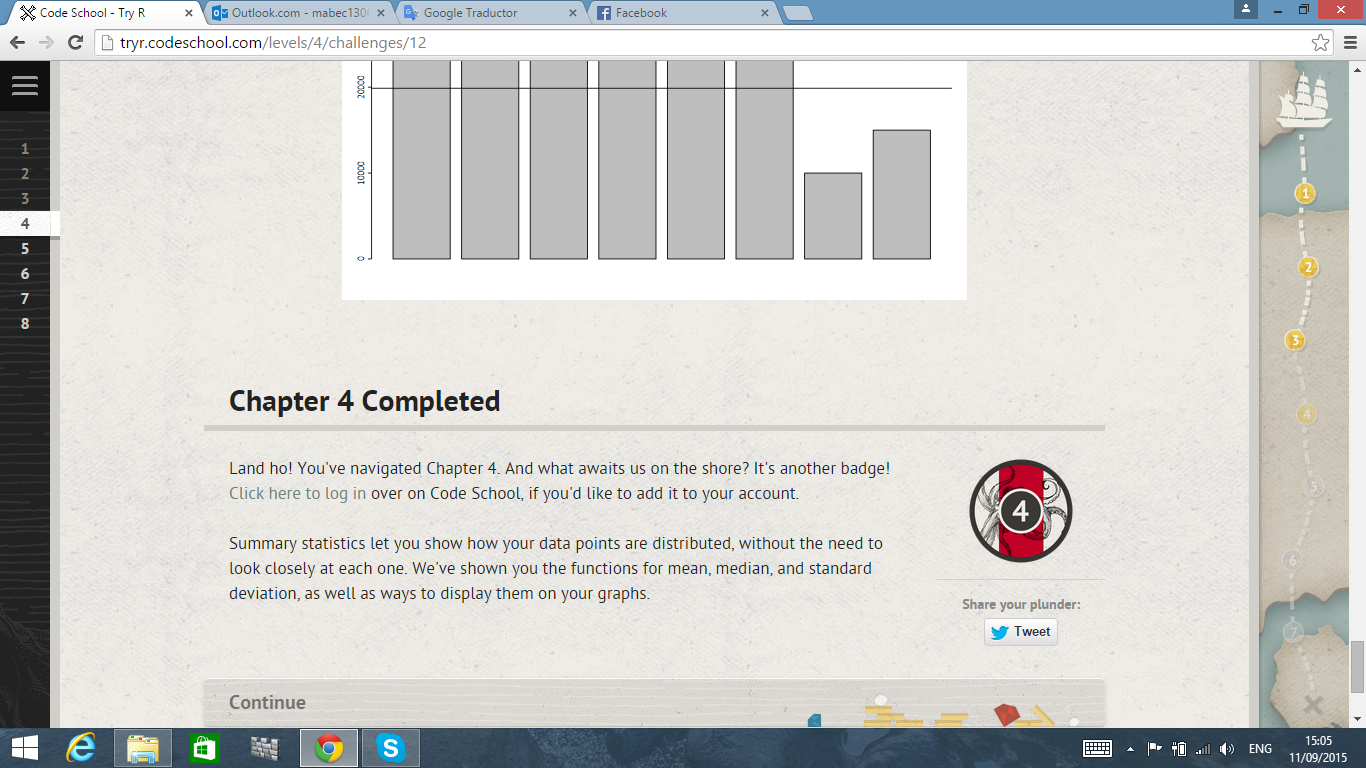 Code School - Try R
Outlook.com - mabec130
Google Traductor
Facebook
tryr.codeschool.com/levels/4/challenges/12
1
2
3
4
5
6
7
8
20000
10000
0
Chapter 4 Completed
Land ho! You've navigated Chapter 4. And what awaits us on the shore? It's another badge!
Click here to log in over on Code School, if you'd like to add it to your account.
4
Summary statistics let you show how your data points are distributed, without the need to
look closely at each one. We've shown you the functions for mean, median, and standard
deviation, as well as ways to display them on your graphs.
Share your plunder:
Tweet
Continue
1
2
3
4
5
6
7
ENG
15:05
11/09/2015